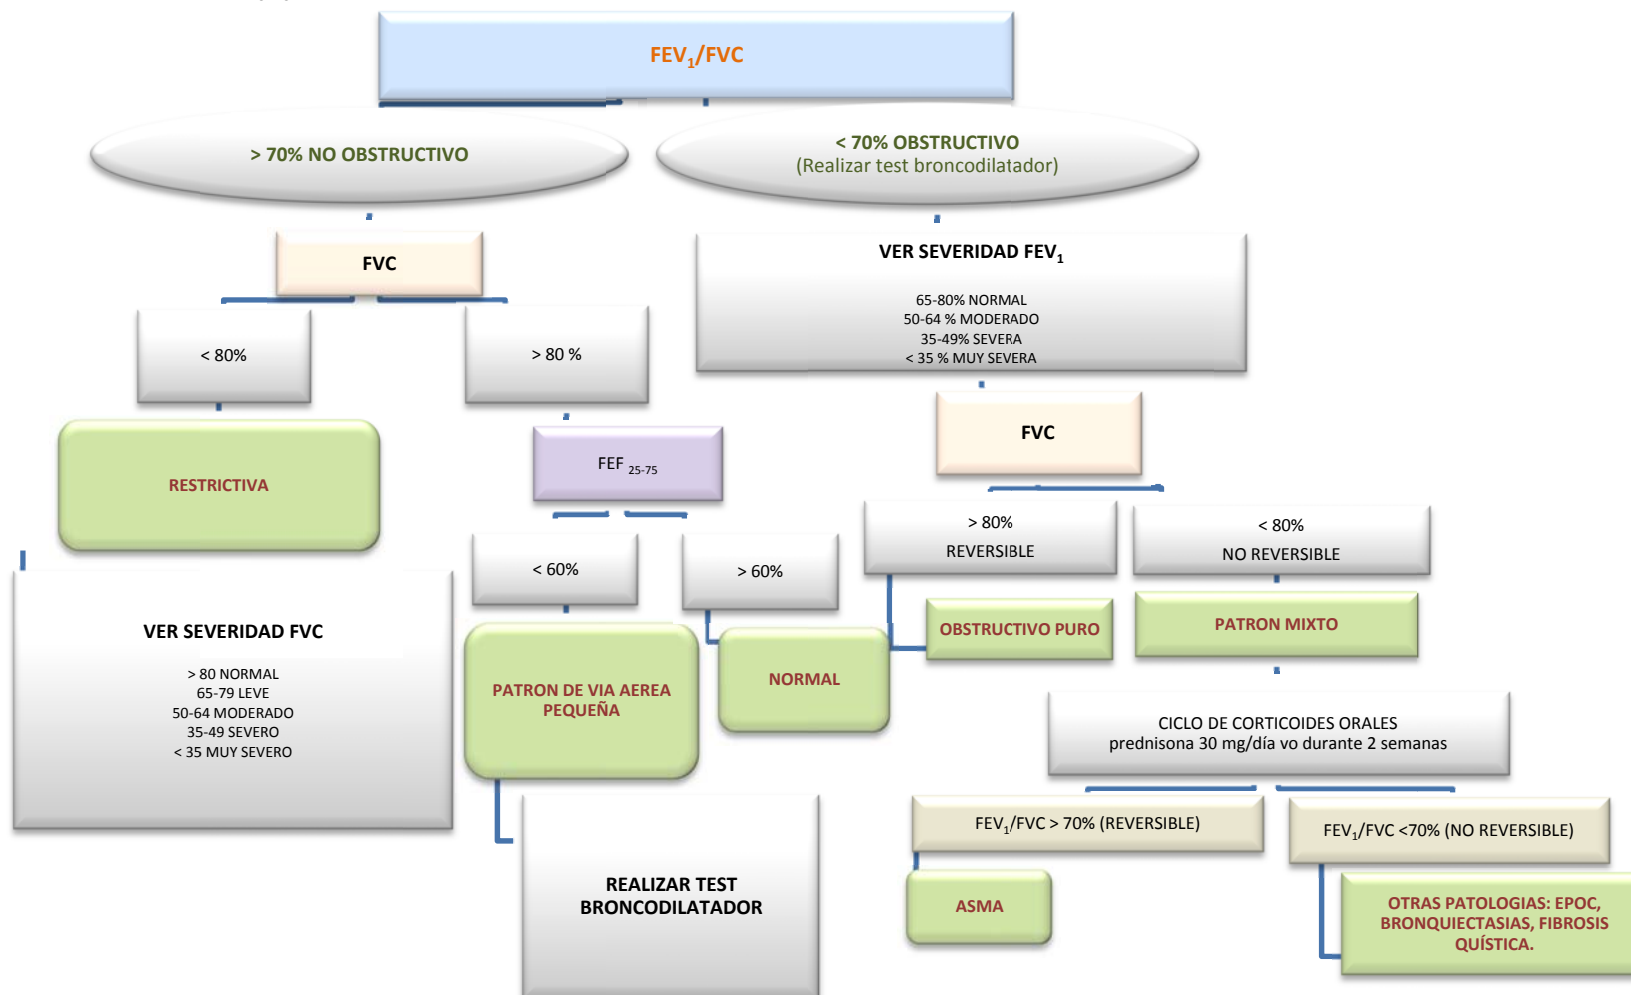 FEV1/FVC
> 70% NO OBSTRUCTIVO
< 70% OBSTRUCTIVO
(Realizar test broncodilatador)
FVC
< 80%
> 80 %
RESTRICTIVA
VER SEVERIDAD FVC
> 80 NORMAL
65-79 LEVE
50-64 MODERADO
35-49 SEVERO
< 35 MUY SEVERO
FEF 25-75
< 60%
> 60%
PATRON DE VIA AEREA
PEQUEÑA
NORMAL
REALIZAR TEST
BRONCODILATADOR
VER SEVERIDAD FEV1
65-80% NORMAL
50-64 % MODERADO
35-49% SEVERA
< 35 % MUY SEVERA
FVC
> 80%
REVERSIBLE
< 80%
NO REVERSIBLE
OBSTRUCTIVO PURO
PATRON MIXTO
CICLO DE CORTICOIDES ORALES
prednisona 30 mg/día vo durante 2 semanas
FEV1/FVC > 70% (REVERSIBLE)
FEV1/FVC <70% (NO REVERSIBLE)
ASMA
OTRAS PATOLOGIAS: EPOC,
BRONQUIECTASIAS, FIBROSIS
QUÍSTICA.